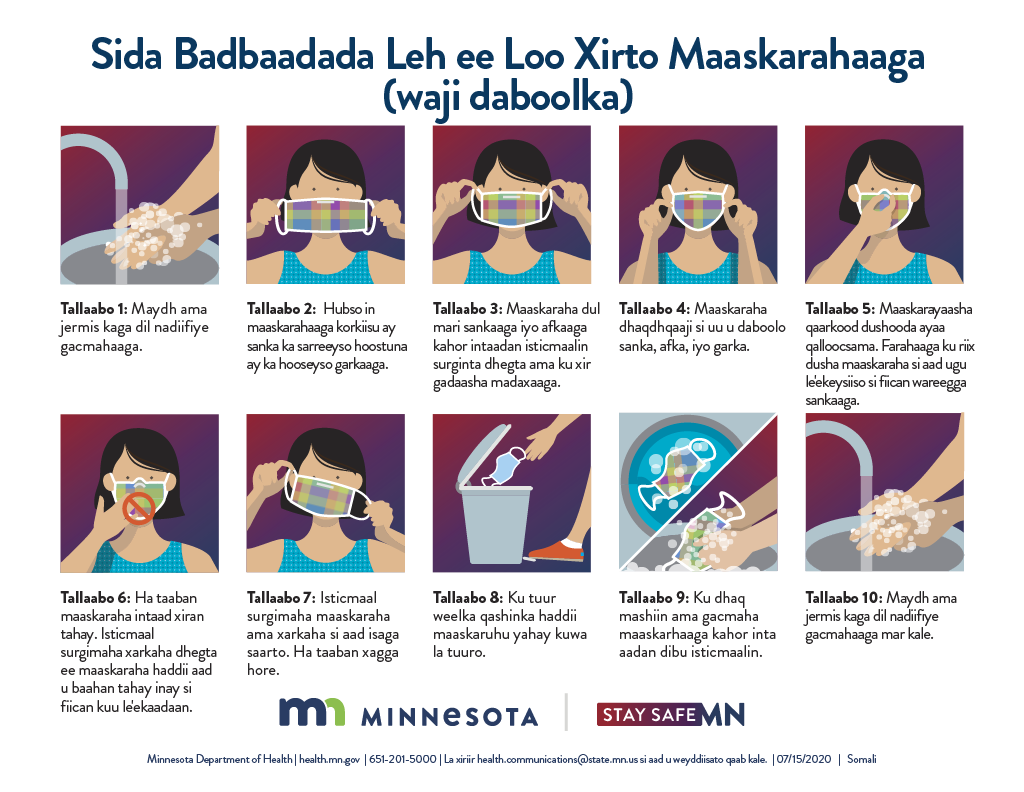 Sida Badbaadada Leh ee Loo Xirto Maaskarahaaga
(waji daboolka)
Tallaabo 1: Maydh ama
jermis kaga dil nadiifiye
gacmahaaga.
Tallaabo 2: Hubso in
maaskarahaaga korkiisu ay
sanka ka sarreeyso hoostuna
ay ka hooseyso garkaaga.
Tallaabo 3: Maaskaraha dul
mari sankaaga iyo afkaaga
kahor intaadan isticmaalin
surginta dhegta ama ku xir
gadaasha madaxaaga.
Tallaabo 4: Maaskaraha
dhaqdhqaaji si uu u daboolo
sanka, afka, iyo garka.
Tallaabo 5: Maaskarayaasha
qaarkood dushooda ayaa
qalloocsama. Farahaaga ku riix
dusha maaskaraha si aad ugu
le'ekeysiiso si fiican wareegga
sankaaga.
Tallaabo 6: Ha taaban
maaskaraha intaad xiran
tahay. Isticmaal
surgimaha xarkaha dhegta
ee maaskaraha haddii aad
u baahan tahay inay si
fiican kuu le'ekaadaan.
Tallaabo 7: Isticmaal
surgimaha maaskaraha
ama xarkaha si aad isaga
saarto. Ha taaban xagga
hore.
Tallaabo 8: Ku tuur
weelka qashinka haddii
maaskaruhu yahay kuwa
la tuuro.
Tallaabo 9: Ku dhaq
mashiin ama gacmaha
maaskarhaaga kahor inta
aadan dibu isticmaalin.
Tallaabo 10: Maydh ama
jermis kaga dil nadiifiye
gacmahaaga mar kale.
mn MINNESOTA | STAY SAFE MN
Minnesota Department of Health | health.mn.gov | 651-201-5000 | La xiriir health.communications@state.mn.us si aad u weyddiisato qaab kale. | 07/15/2020 | Somali